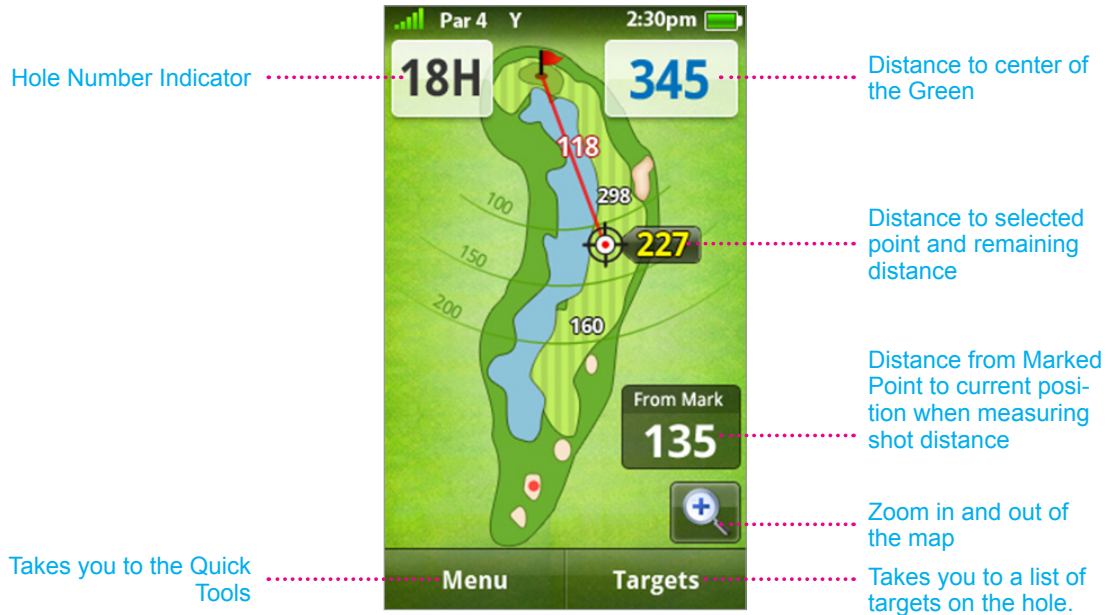 Par 4 Y 2:30pm
Hole Number Indicator
18H
345
Distance to center of
the Green
118
298
100
227
Distance to selected
point and remaining
distance
150
200
160
From Mark
135
Distance from Marked
Point to current posi-
tion when measuring
shot distance
Zoom in and out of
the map
Takes you to the Quick
Tools
Menu
Targets
Takes you to a list of
targets on the hole.